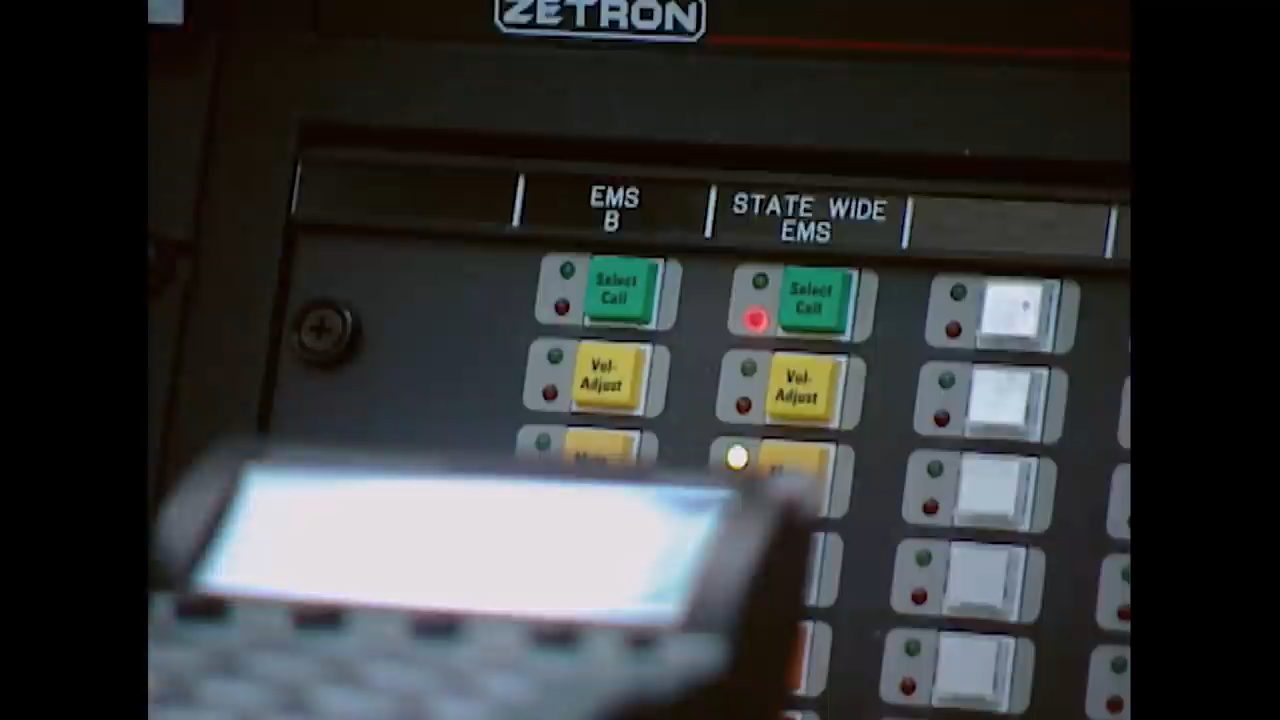 ZETRON
EMS
B
STATE WIDE
EMS
Select
Call
Select
Call
Vol-
Adjust
Vol-
Adjust